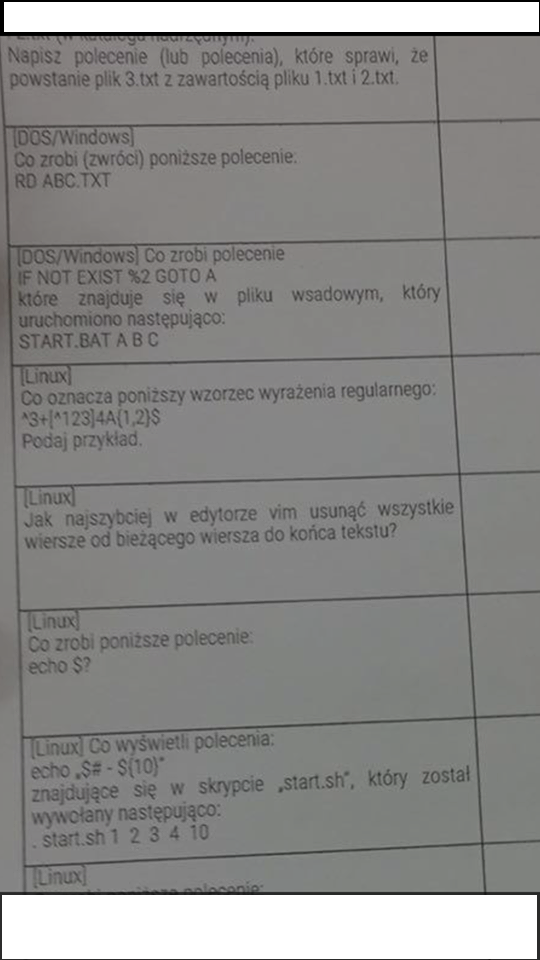 Napisz polecenie (lub polecenia), które sprawi, że
powstanie plik 3.txt z zawartością pliku 1.txt i 2.txt.
[DOS/Windows]
Co zrobi (zwróci) poniższe polecenie:
RD ABC.TXT
[DOS/Windows] Co zrobi polecenie
IF NOT EXIST %2 GOTO A
które znajduje się w pliku wsadowym, który
uruchomiono następująco:
START.BAT A B C
[Linux]
Co oznacza poniższy wzorzec wyrażenia regularnego:
^3+[^123]4A{1,2}$
Podaj przykład.
[Linux]
Jak najszybciej w edytorze vim usunąć wszystkie
wiersze od bieżącego wiersza do końca tekstu?
[Linux]
Co zrobi poniższe polecenie:
echo $?
[Linux] Co wyświetli polecenia:
echo „$# - ${10}"
znajdujące się w skrypcie „start.sh", który został
wywołany następująco:
. start.sh 1 2 3 4 10
[Linux]
poniższe polecenie: